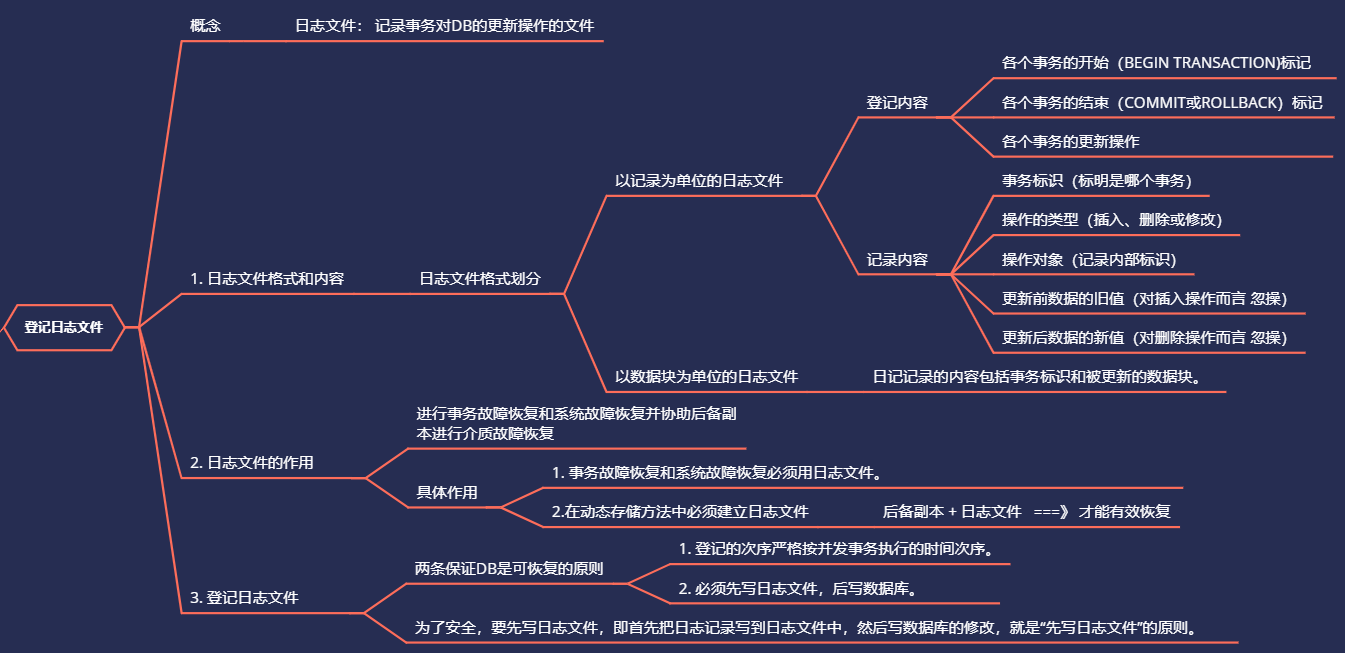 登记日志文件
概念
日志文件： 记录事务对DB的更新操作的文件
1. 日志文件格式和内容
日志文件格式划分
以记录为单位的日志文件
登记内容
各个事务的开始（BEGIN TRANSACTION)标记
各个事务的结束（COMMIT或ROLLBACK）标记
各个事务的更新操作
记录内容
事务标识（标明是哪个事务）
操作的类型（插入、删除或修改）
操作对象（记录内部标识）
更新前数据的旧值（对插入操作而言 忽操）
更新后数据的新值（对删除操作而言 忽操）
以数据块为单位的日志文件
日记记录的内容包括事务标识和被更新的数据块。
2. 日志文件的作用
进行事务故障恢复和系统故障恢复并协助后备副
本进行介质故障恢复
具体作用
1. 事务故障恢复和系统故障恢复必须用日志文件。
2.在动态存储方法中必须建立日志文件
后备副本 + 日志文件 ===》 才能有效恢复
3. 登记日志文件
两条保证DB是可恢复的原则
1. 登记的次序严格按并发事务执行的时间次序。
2. 必须先写日志文件，后写数据库。
为了安全，要先写日志文件，即首先把日志记录写到日志文件中，然后写数据库的修改，就是“先写日志文件”的原则。